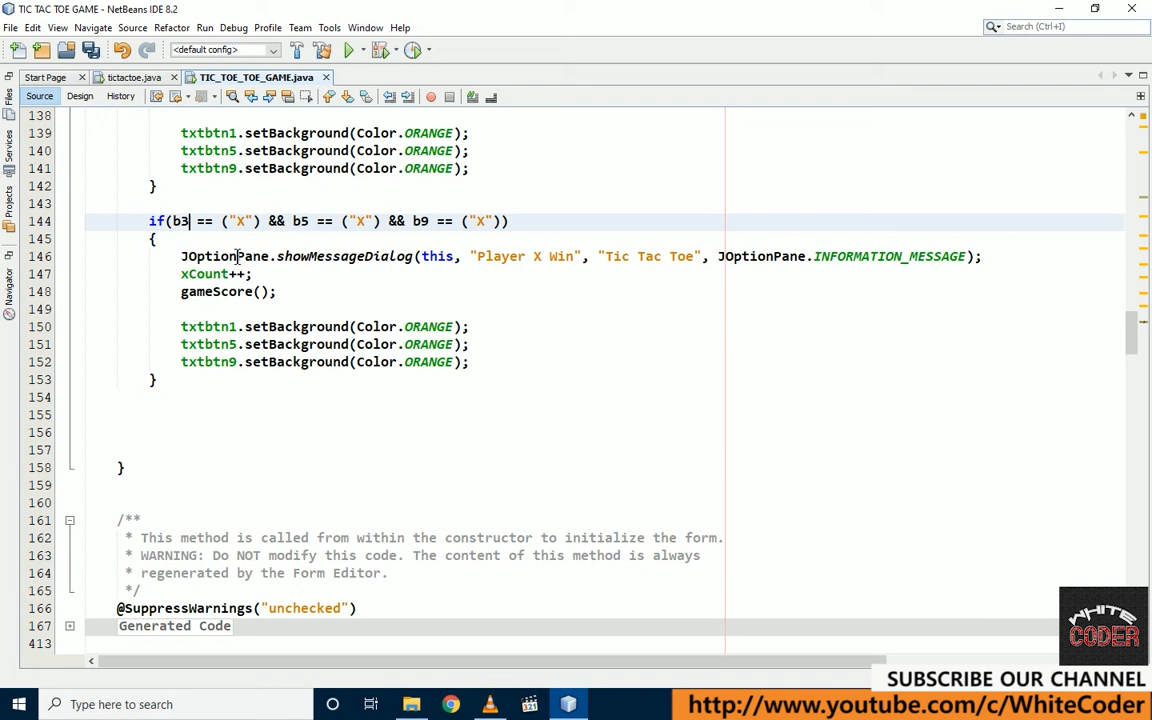 TIC TAC TOE GAME - NetBeans IDE 8.2
File Edit View Navigate Source Refactor Run Debug Profile Team Tools Window Help
Search (Ctrl+I)
<default config>
Start Page tictactoe.java TIC_TOE_TOE_GAME.java
Source Design History
Files
Services
Projects
Navigator
138
139 txtbtn1.setBackground(Color.ORANGE);
140 txtbtn5.setBackground(Color.ORANGE);
141 txtbtn9.setBackground(Color.ORANGE);
142 }
143
144 if(b3 == ("X") && b5 == ("X") && b9 == ("X"))
145 {
146 JOptionPane.showMessageDialog(this, "Player X Win", "Tic Tac Toe", JOptionPane.INFORMATION_MESSAGE);
147 xCount++;
148 gameScore();
149
150 txtbtn1.setBackground(Color.ORANGE);
151 txtbtn5.setBackground(Color.ORANGE);
152 txtbtn9.setBackground(Color.ORANGE);
153 }
154
155
156
157
158 }
159
160
161 /**
162 * This method is called from within the constructor to initialize the form.
163 * WARNING: Do NOT modify this code. The content of this method is always
164 * regenerated by the Form Editor.
165 */
166 @SuppressWarnings("unchecked")
167 Generated Code
413
WHITE
CODER
SUBSCRIBE OUR CHANNEL
Type here to search
321
http://www.youtube.com/c/WhiteCoder